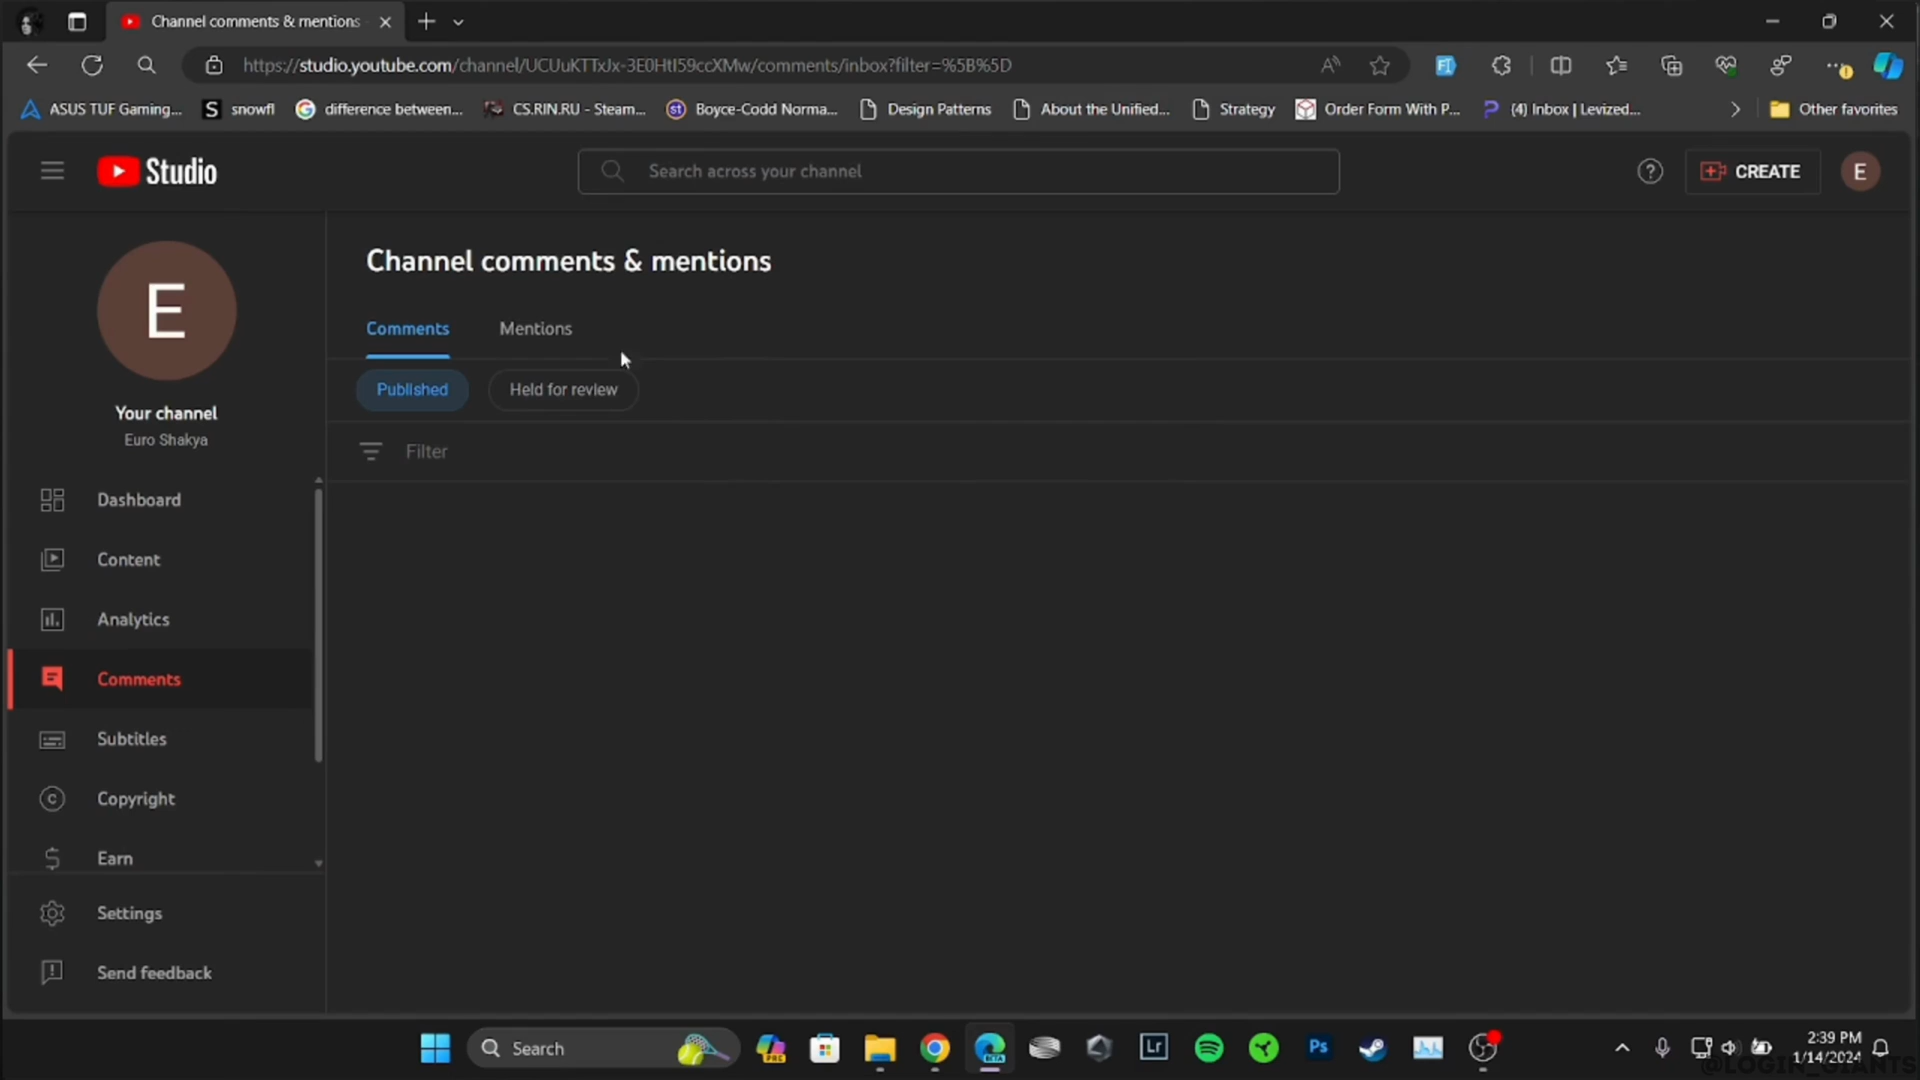 Channel comments & mentions
https://studio.youtube.com/channel/UCUuKTTxJx-3E0HtI59ccXMw/comments/inbox?filter=%5B%5D
ASUS TUF Gaming...
snowfl
difference between...
CS.RIN.RU - Steam...
Boyce-Codd Norma...
Design Patterns
About the Unified...
Strategy
Order Form With P...
(4) Inbox | Levized...
Other favorites
Studio
Search across your channel
CREATE
E
E
Your channel
Euro Shakya
Dashboard
Content
Analytics
Comments
Subtitles
Copyright
Earn
Settings
Send feedback
Channel comments & mentions
Comments
Mentions
Published
Held for review
Filter
Search
Lr
Ps
2:39 PM
1/14/2024
@LOGIN_GIANTS